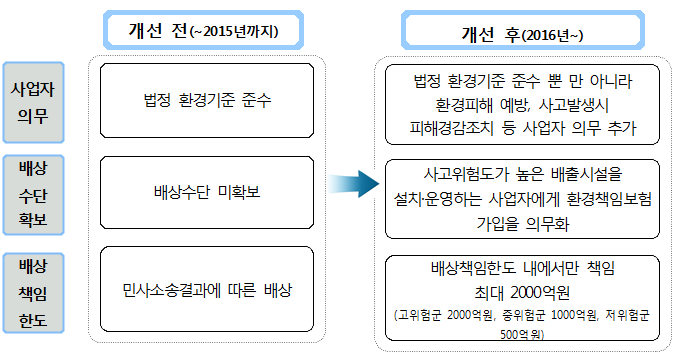 개선 전(~2015년까지)
개선 후(2016년~)
사업자
의무
법정 환경기준 준수
법정 환경기준 준수 뿐 만 아니라
환경피해 예방, 사고발생시
피해경감조치 등 사업자 의무 추가
배상
수단
확보
배상수단 미확보
사고위험도가 높은 배출시설을
설치·운영하는 사업자에게 환경책임보험
가입을 의무화
배상
책임
한도
민사소송결과에 따른 배상
배상책임한도 내에서만 책임
최대 2000억원
(고위험군 2000억원, 중위험군 1000억원, 저위험군
500억원)